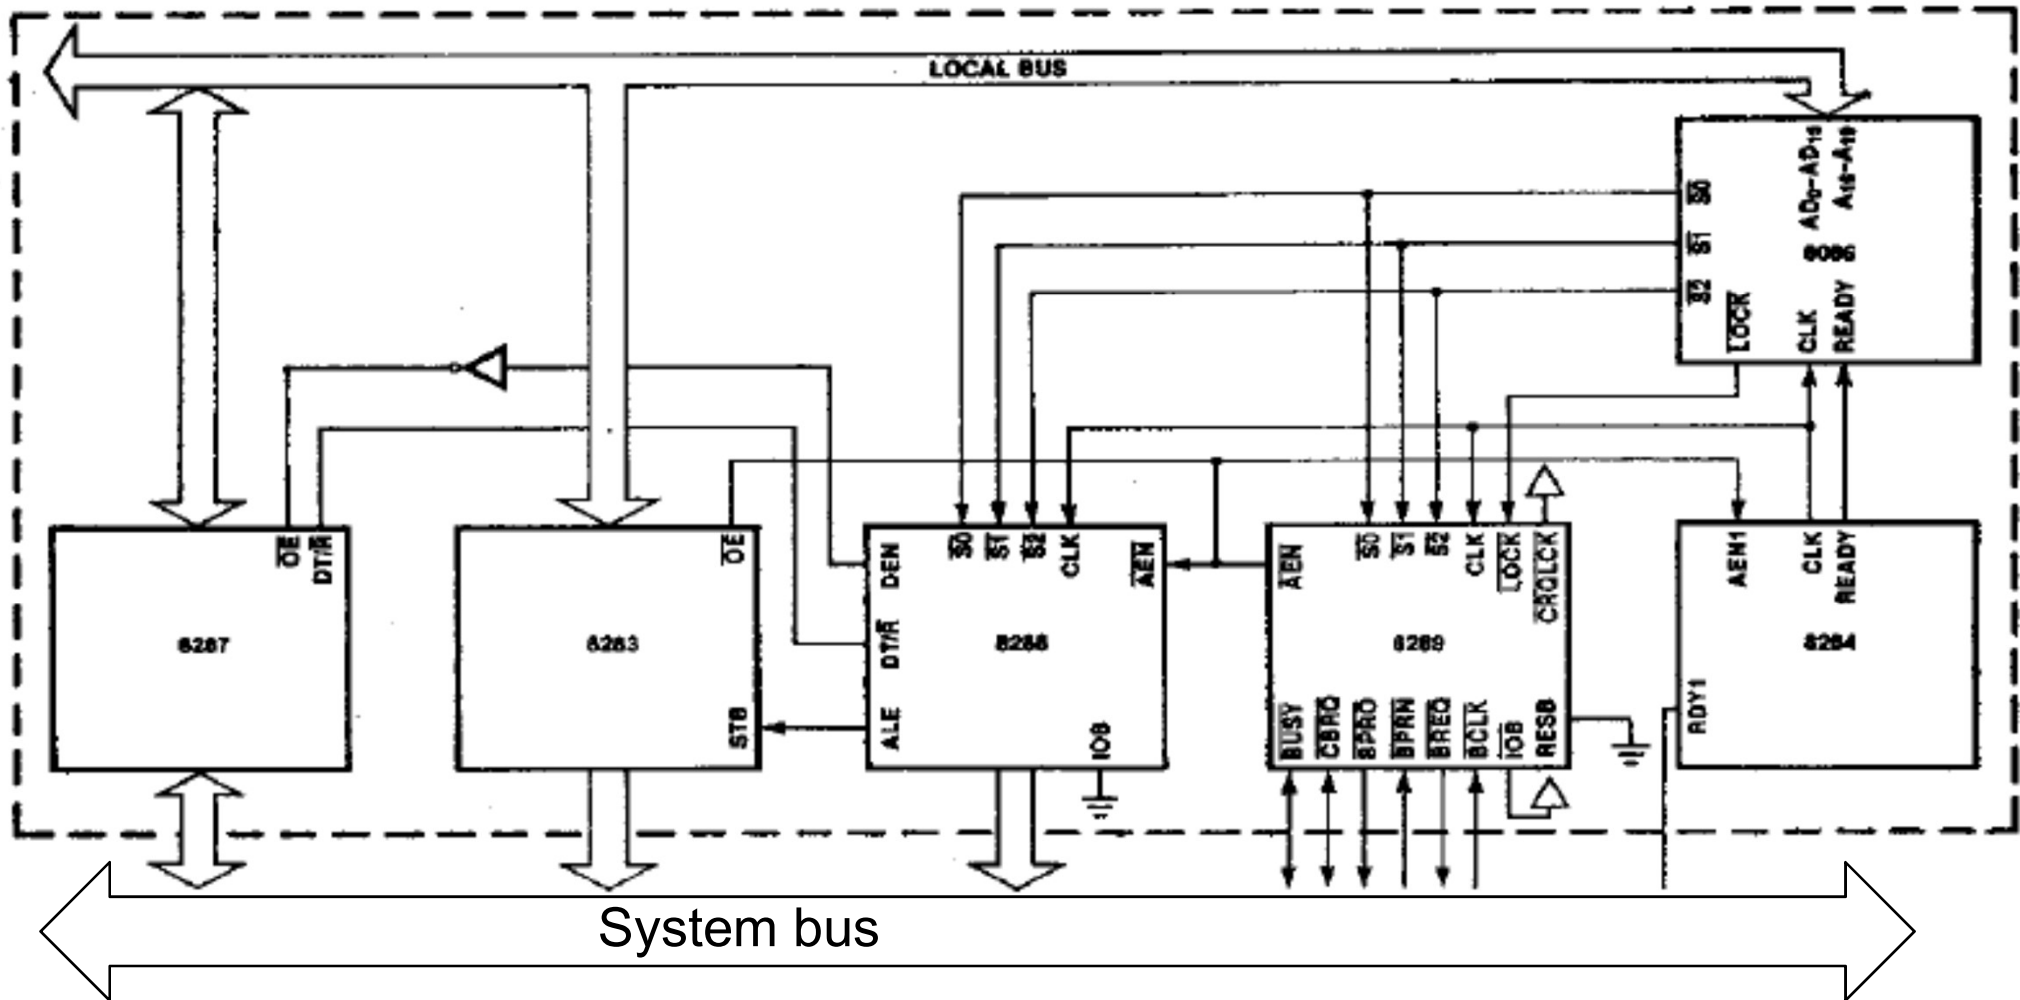 LOCAL BUS
S0
S1
S2
AD0-AD15
A16-A19
8086
LOCK
CLK
READY
OE
DT/R
8287
OE
8283
STB
DEN
DT/R
ALE
S0
S1
S2
CLK
AEN
8288
IOB
AEN
S0
S1
S2
CLK
LOCK
CRQLCK
8289
BUSY
CBRQ
BPRO
BPRN
BREQ
BCLK
IOB
RESB
AEN1
CLK
READY
8284
RDY1
System bus